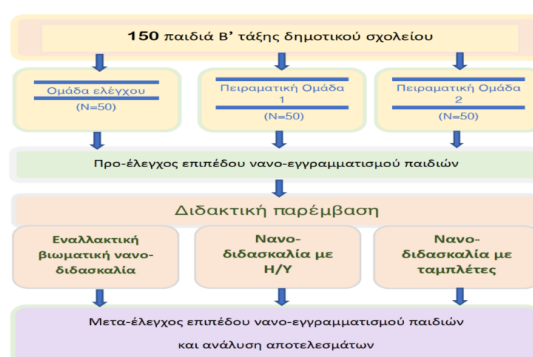 150 παιδιά Β’ τάξης δημοτικού σχολείου
Ομάδα ελέγχου
(Ν=50)
Πειραματική Ομάδα
1
(Ν=50)
Πειραματική Ομάδα
2
(Ν=50)
Προ-έλεγχος επιπέδου νανο-εγγραμματισμού παιδιών
Διδακτική παρέμβαση
Εναλλακτική
βιωματική νανο-
διδασκαλία
Νανο-
διδασκαλία με
Η/Υ
Νανο-
διδασκαλία με
ταμπλέτες
Μετα-έλεγχος επιπέδου νανο-εγγραμματισμού παιδιών
και ανάλυση αποτελεσμάτων